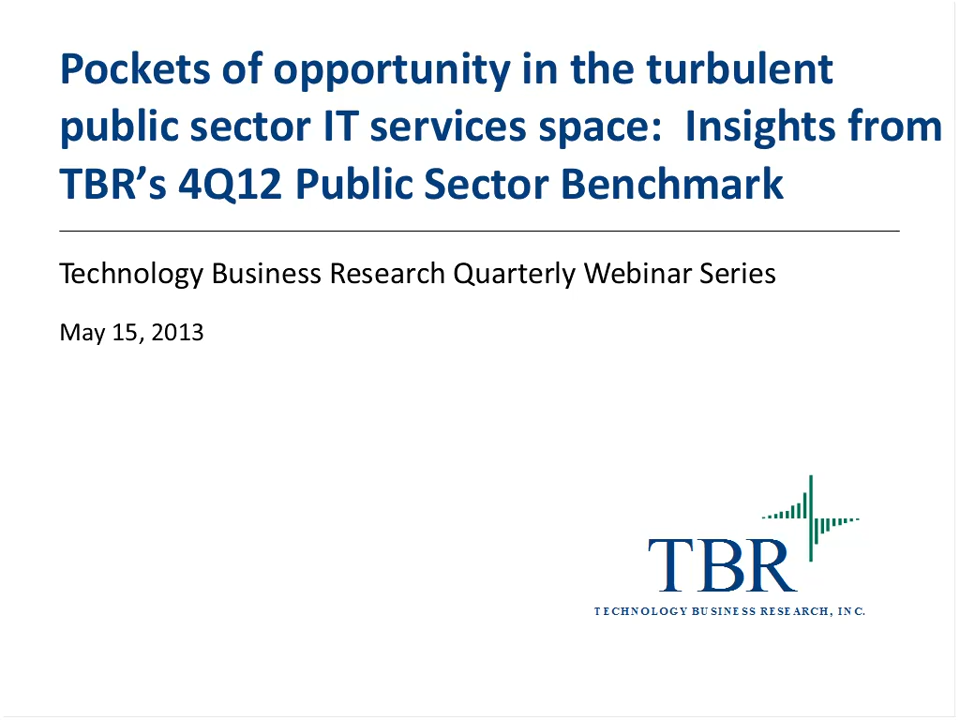 Pockets of opportunity in the turbulent
public sector IT services space:  Insights from
TBR’s 4Q12 Public Sector Benchmark
Technology Business Research Quarterly Webinar Series
May 15, 2013
TBR
TECHNOLOGY BUSINESS RESEARCH, INC.